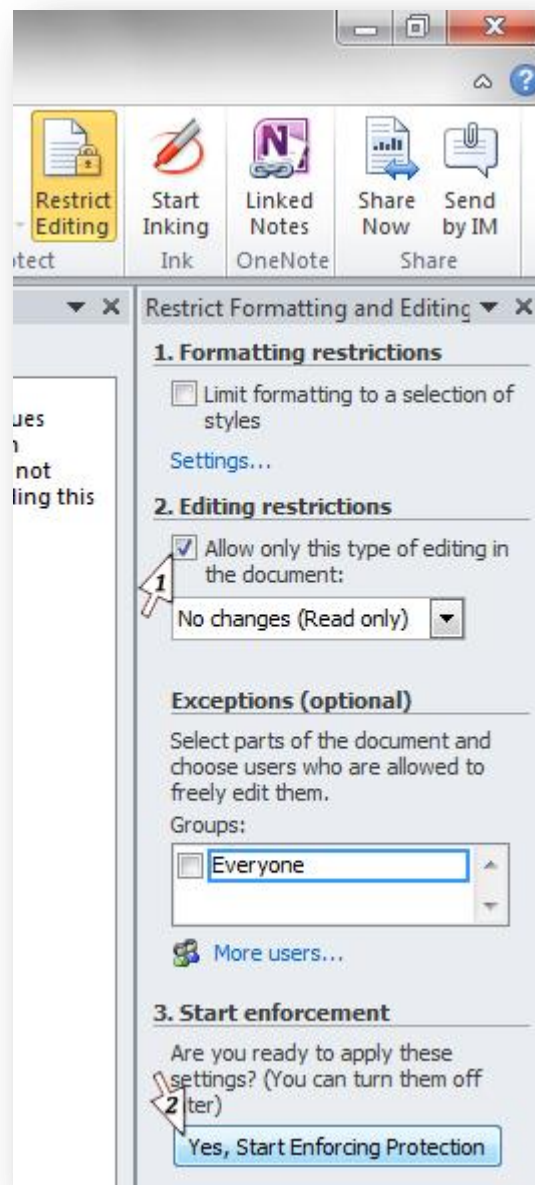 Restrict
Editing
Start
Inking
Linked
Notes
Share
Now
Send
by IM
Ink
OneNote
Share
Restrict Formatting and Editing
1. Formatting restrictions
Limit formatting to a selection of
styles
Settings...
not
this
2. Editing restrictions
Allow only this type of editing in
the document:
1
No changes (Read only)
Exceptions (optional)
Select parts of the document and
choose users who are allowed to
freely edit them.
Groups:
Everyone
More users...
3. Start enforcement
Are you ready to apply these
settings? (You can turn them off
2
Yes, Start Enforcing Protection